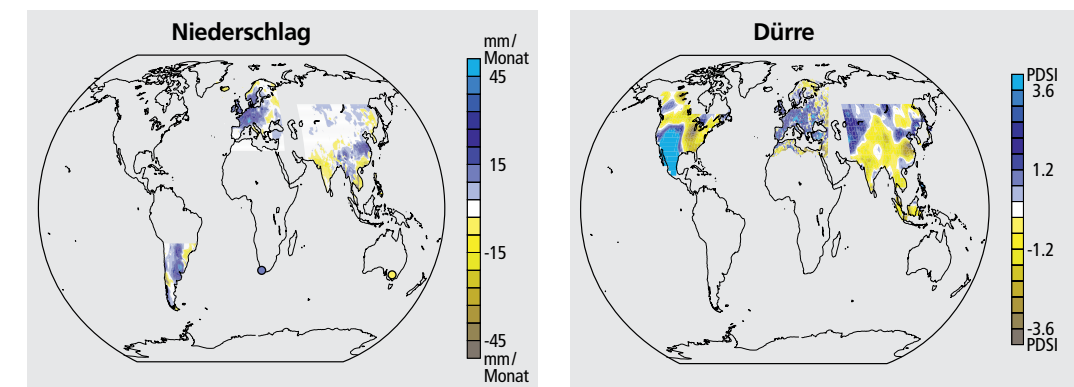 Niederschlag
mm/
Monat
45
15
-15
-45
mm/
Monat
Dürre
PDSI
3.6
1.2
-1.2
-3.6
PDSI